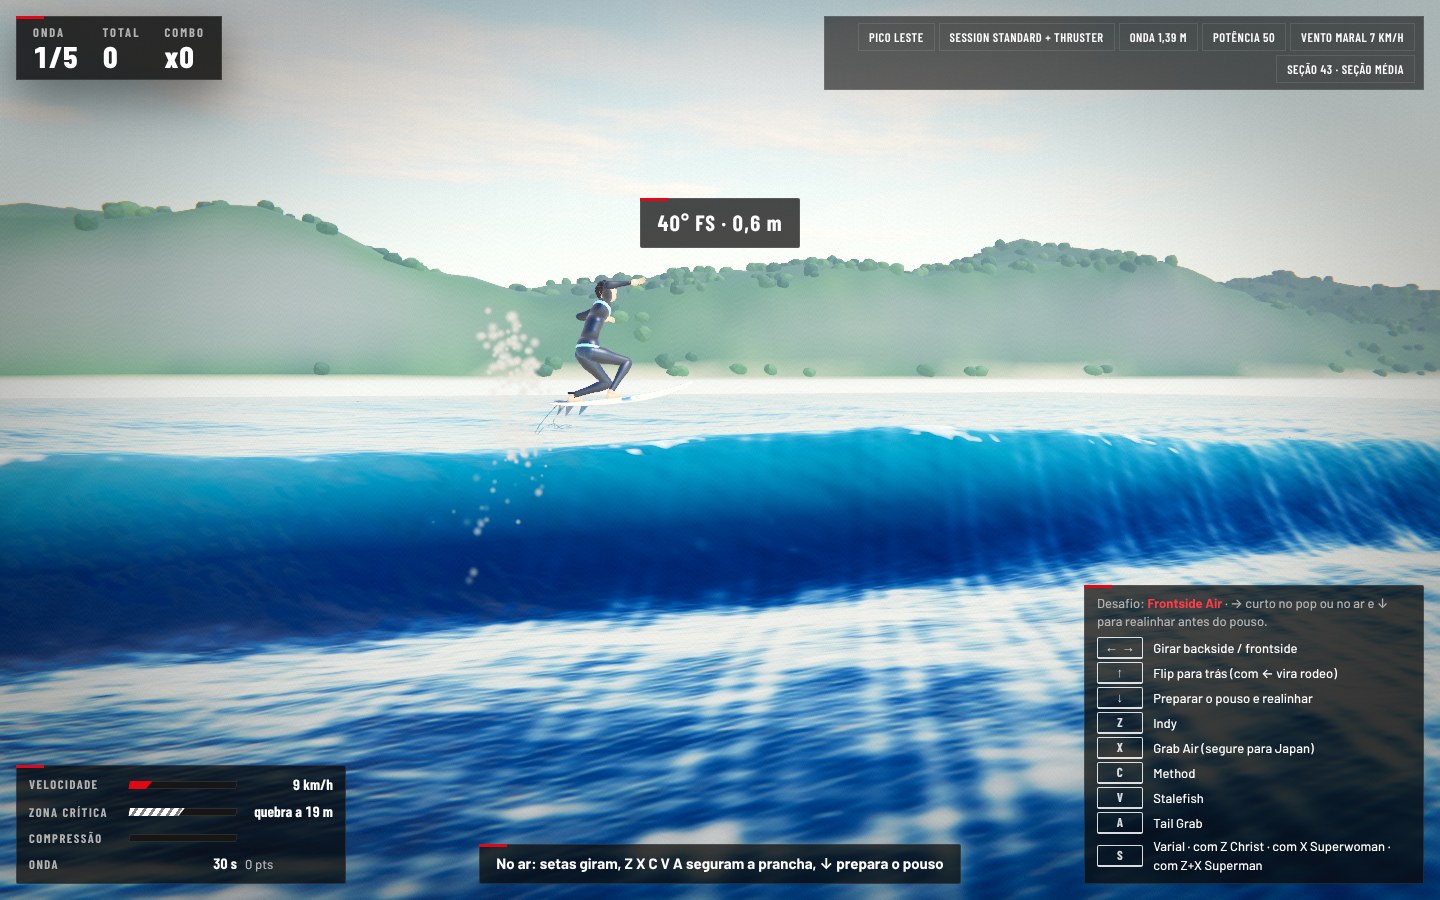 ONDA TOTAL COMBO
1/5 0 x0
PICO LESTE SESSION STANDARD + THRUSTER ONDA 1,39 M POTÊNCIA 50 VENTO MARAL 7 KM/H
SEÇÃO 43 · SEÇÃO MÉDIA
40° FS · 0,6 m
Desafio: Frontside Air · → curto no pop ou no ar e ↓
para realinhar antes do pouso.
← → Girar backside / frontside
↑ Flip para trás (com ← vira rodeo)
↓ Preparar o pouso e realinhar
Z Indy
X Grab Air (segure para Japan)
C Method
V Stalefish
A Tail Grab
S Varial · com Z Christ · com X Superwoman ·
com Z+X Superman
VELOCIDADE 9 km/h
ZONA CRÍTICA quebra a 19 m
COMPRESSÃO
ONDA 30 s 0 pts
No ar: setas giram, Z X C V A seguram a prancha, ↓ prepara o pouso